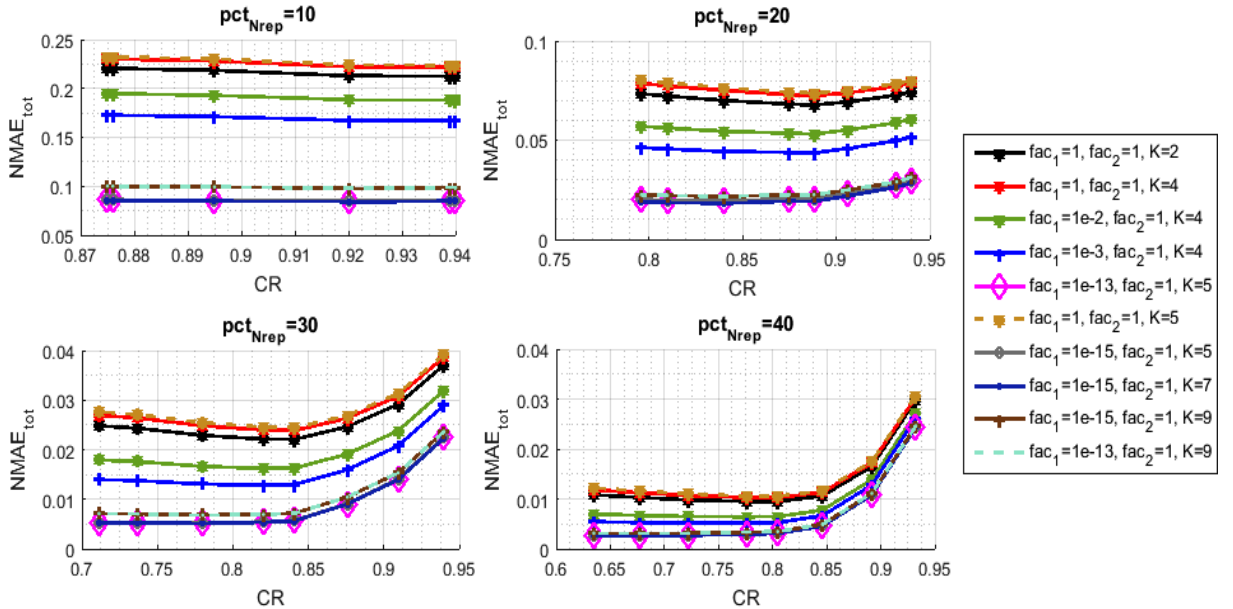 pct_Nrep=10
NMAE_tot
0.25
0.2
0.15
0.1
0.05
0.87 0.88 0.89 0.9 0.91 0.92 0.93 0.94
CR
pct_Nrep=20
NMAE_tot
0.1
0.05
0
0.75 0.8 0.85 0.9 0.95
CR
pct_Nrep=30
NMAE_tot
0.04
0.03
0.02
0.01
0
0.7 0.75 0.8 0.85 0.9 0.95
CR
pct_Nrep=40
NMAE_tot
0.04
0.03
0.02
0.01
0
0.6 0.65 0.7 0.75 0.8 0.85 0.9 0.95
CR
fac_1=1, fac_2=1, K=2
fac_1=1, fac_2=1, K=4
fac_1=1e-2, fac_2=1, K=4
fac_1=1e-3, fac_2=1, K=4
fac_1=1e-13, fac_2=1, K=5
fac_1=1, fac_2=1, K=5
fac_1=1e-15, fac_2=1, K=5
fac_1=1e-15, fac_2=1, K=7
fac_1=1e-15, fac_2=1, K=9
fac_1=1e-13, fac_2=1, K=9